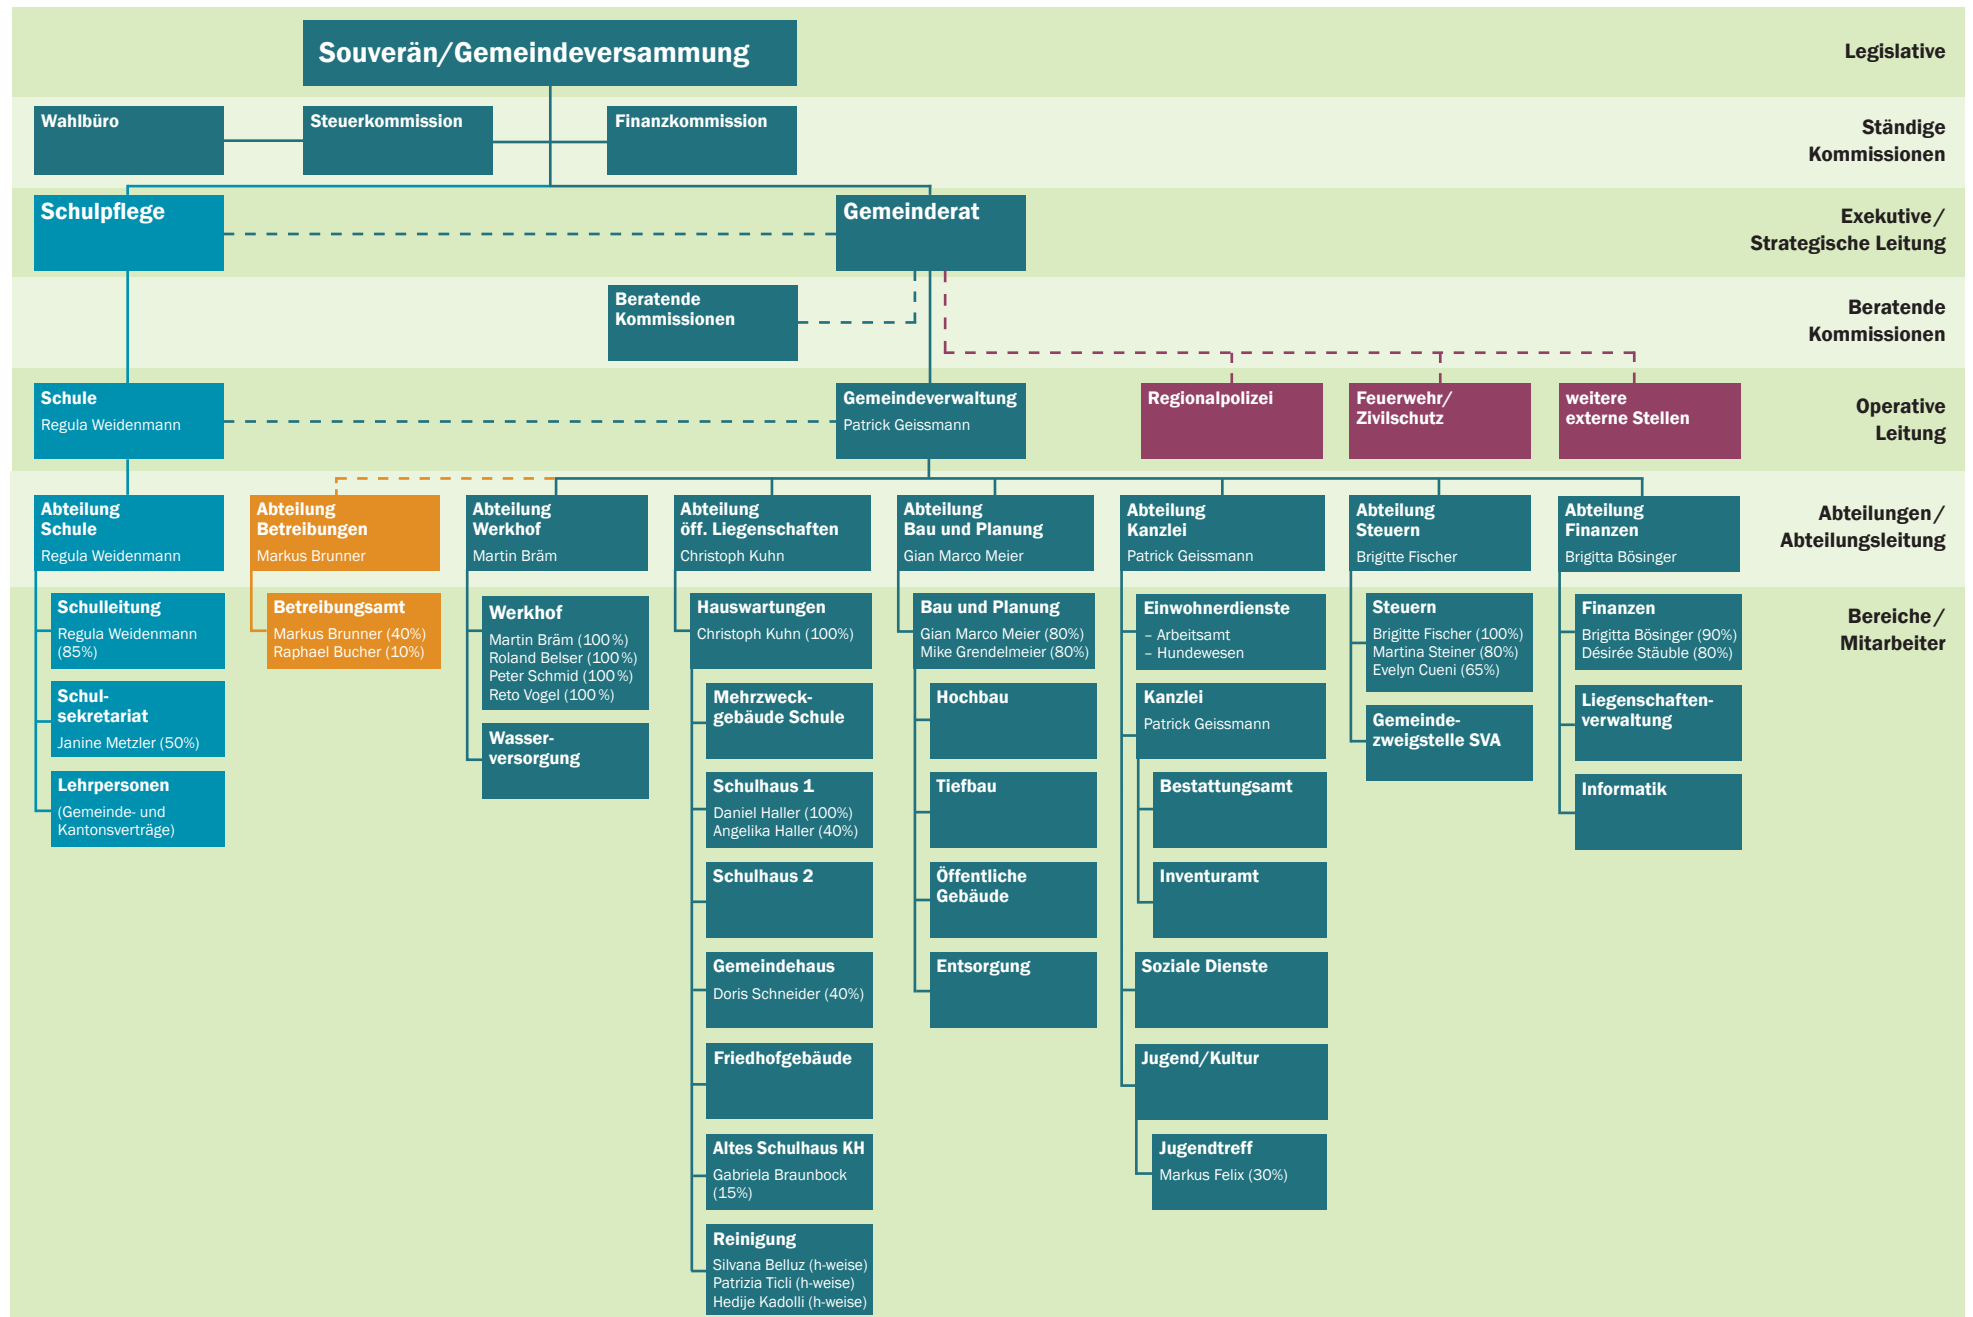 Souverän/Gemeindeversammung
Legislative
Wahlbüro
Steuerkommission
Finanzkommission
Ständige
Kommissionen
Schulpflege
Gemeinderat
Exekutive/
Strategische Leitung
Beratende
Kommissionen
Beratende
Kommissionen
Schule
Regula Weidenmann
Gemeindeverwaltung
Patrick Geissmann
Regionalpolizei
Feuerwehr/
Zivilschutz
weitere
externe Stellen
Operative
Leitung
Abteilung
Schule
Regula Weidenmann
Abteilung
Betreibungen
Markus Brunner
Abteilung
Werkhof
Martin Bräm
Abteilung
öff. Liegenschaften
Christoph Kuhn
Abteilung
Bau und Planung
Gian Marco Meier
Abteilung
Kanzlei
Patrick Geissmann
Abteilung
Steuern
Brigitte Fischer
Abteilung
Finanzen
Brigitta Bösinger
Abteilungen/
Abteilungsleitung
Schulleitung
Regula Weidenmann
(85%)
Schul-
sekretariat
Janine Metzler (50%)
Lehrpersonen
(Gemeinde- und
Kantonsverträge)
Betreibungsamt
Markus Brunner (40%)
Raphael Bucher (10%)
Werkhof
Martin Bräm (100%)
Roland Belser (100%)
Peter Schmid (100%)
Reto Vogel (100%)
Wasser-
versorgung
Hauswartungen
Christoph Kuhn (100%)
Mehrzweck-
gebäude Schule
Schulhaus 1
Daniel Haller (100%)
Angelika Haller (40%)
Schulhaus 2
Gemeindehaus
Doris Schneider (40%)
Friedhofgebäude
Altes Schulhaus KH
Gabriela Braunbock
(15%)
Reinigung
Silvana Belluz (h-weise)
Patrizia Ticli (h-weise)
Hedije Kadolli (h-weise)
Bau und Planung
Gian Marco Meier (80%)
Mike Grendelmeier (80%)
Hochbau
Tiefbau
Öffentliche
Gebäude
Entsorgung
Einwohnerdienste
– Arbeitsamt
– Hundewesen
Kanzlei
Patrick Geissmann
Bestattungsamt
Inventuramt
Soziale Dienste
Jugend/Kultur
Jugendtreff
Markus Felix (30%)
Steuern
Brigitte Fischer (100%)
Martina Steiner (80%)
Evelyn Cueni (65%)
Gemeinde-
zweigstelle SVA
Finanzen
Brigitta Bösinger (90%)
Désirée Stäuble (80%)
Liegenschaften-
verwaltung
Informatik
Bereiche/
Mitarbeiter